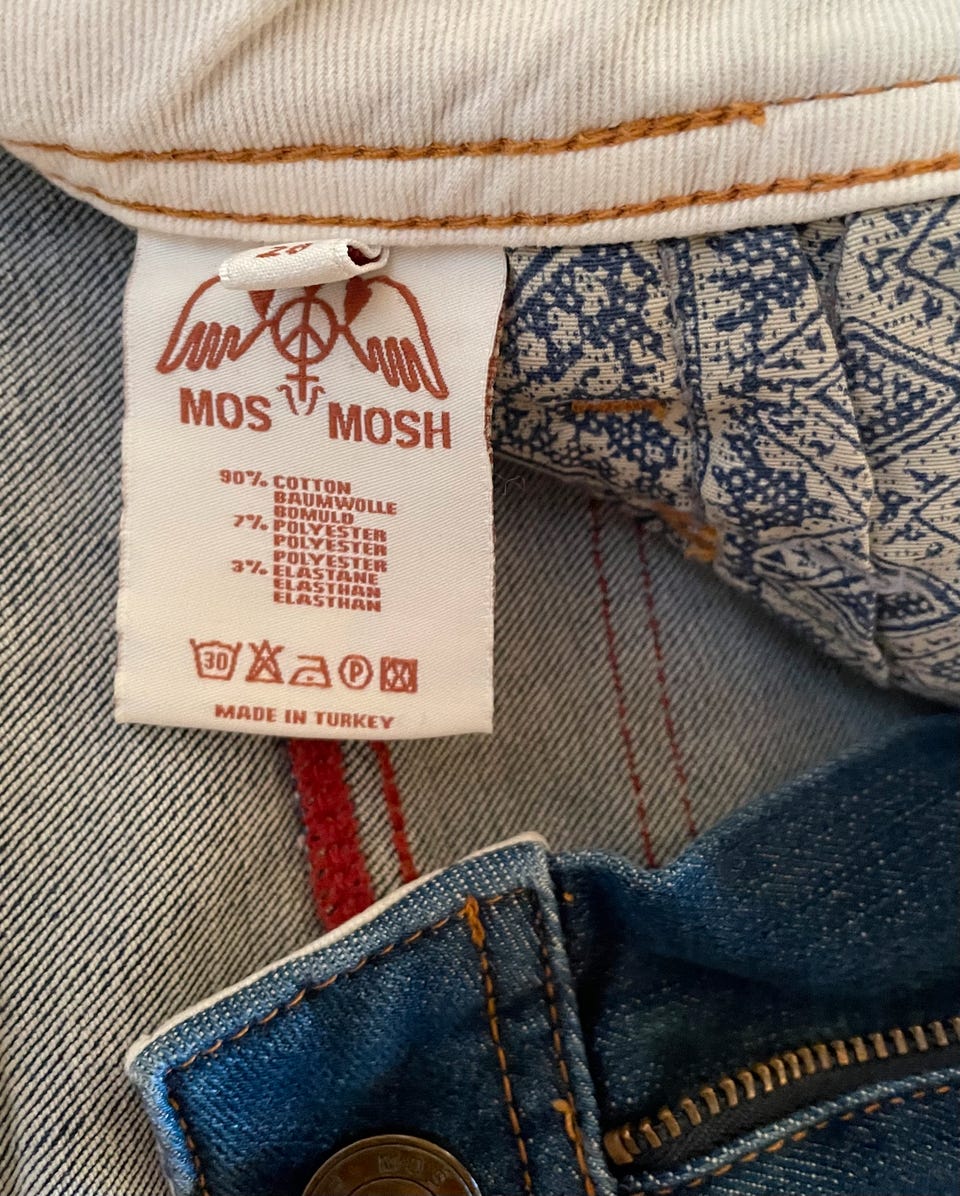 MOS MOSH
90% COTTON
BAUMWOLLE
BOMULD
7% POLYESTER
POLYESTER
POLYESTER
3% ELASTANE
ELASTHAN
ELASTHAN
30 P
MADE IN TURKEY